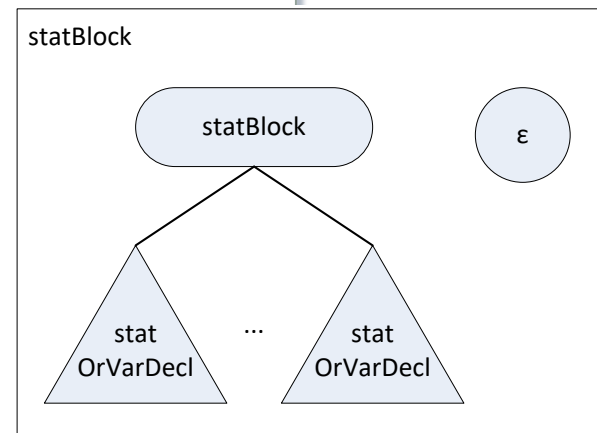 statBlock
statBlock
ε
stat
OrVarDecl
...
stat
OrVarDecl